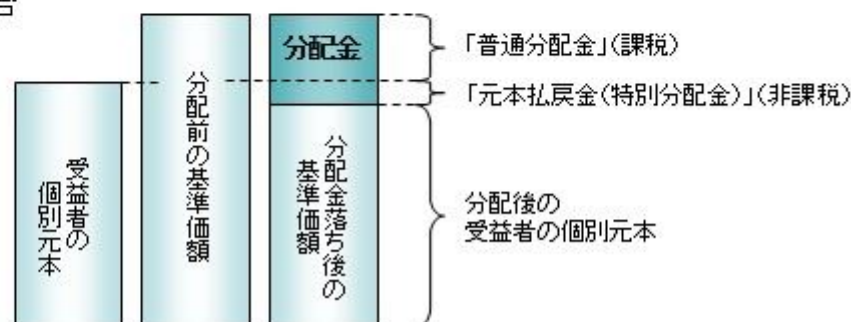 分配金
「普通分配金」(課税)
「元本払戻金(特別分配金)」(非課税)
受益者の
個別元本
分配前の基準価額
分配金落ち後の
基準価額
分配後の
受益者の個別元本